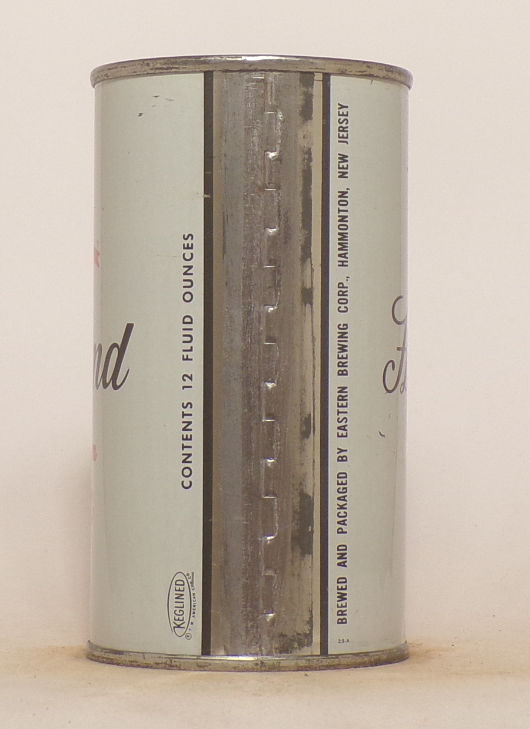 nd
CONTENTS 12 FLUID OUNCES
KEGLINED
BREWED AND PACKAGED BY EASTERN BREWING CORP., HAMMONTON, NEW JERSEY